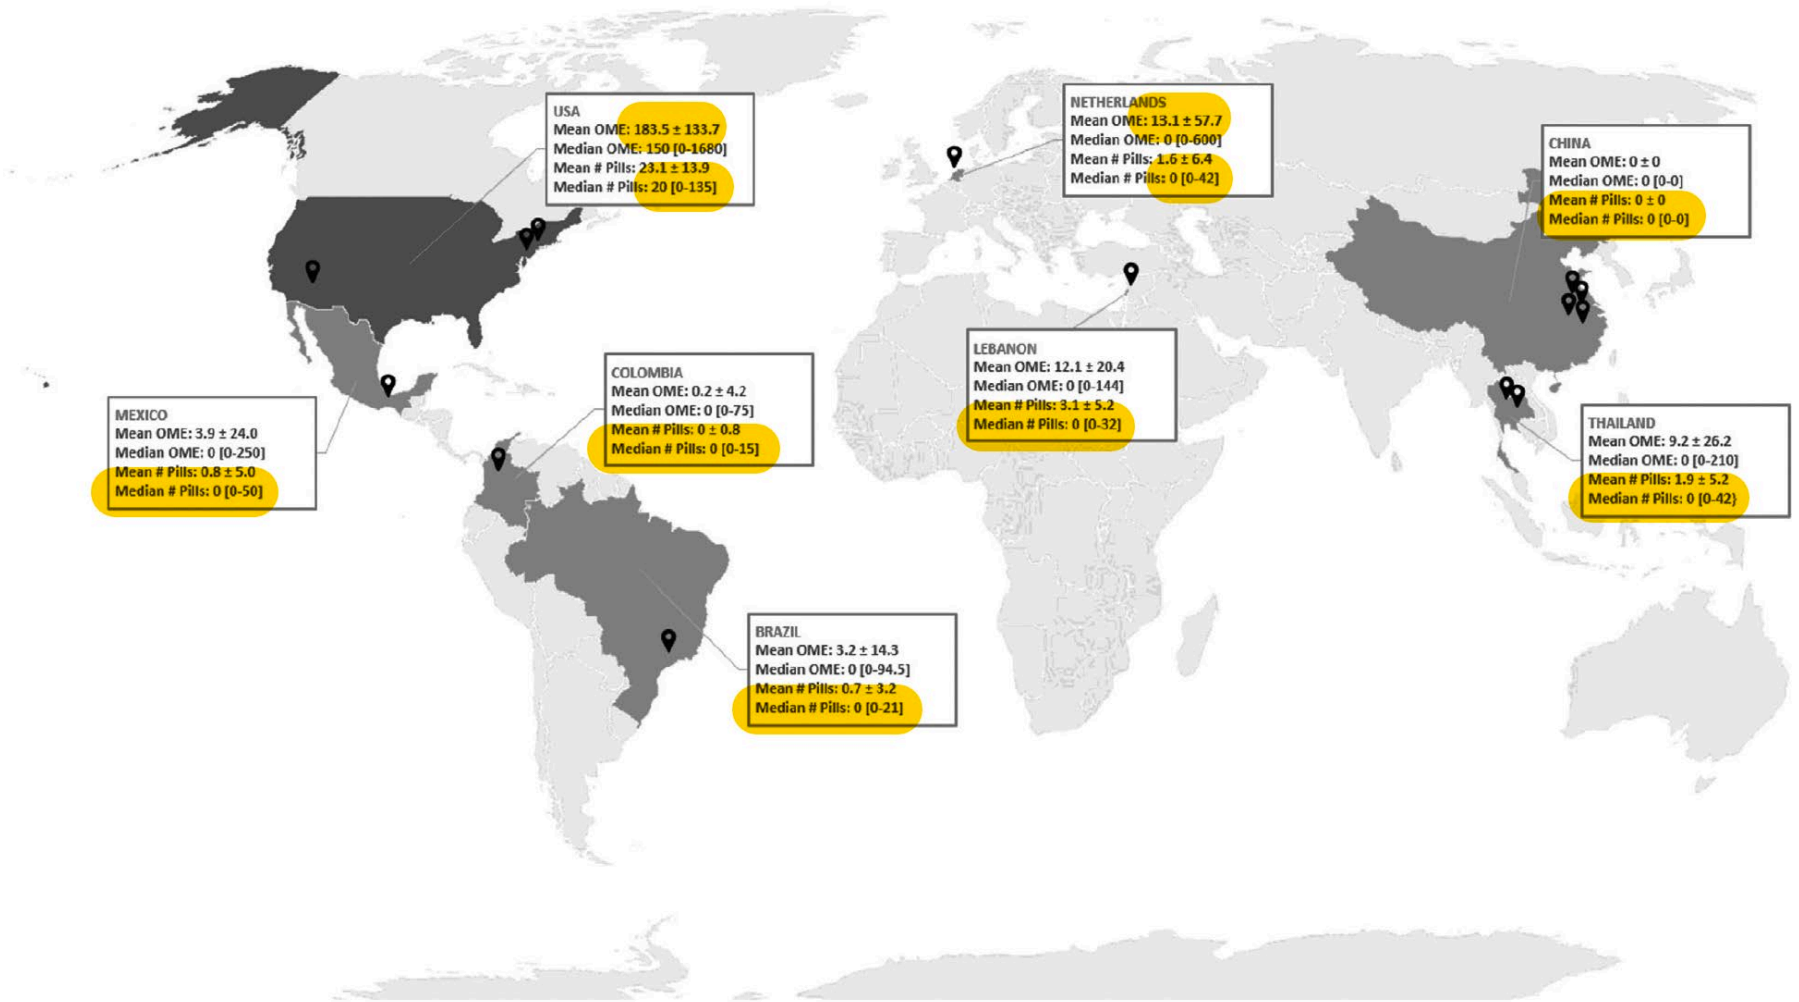 USA
Mean OME: 183.5 ± 133.7
Median OME: 150 [0-1680]
Mean # Pills: 23.1 ± 13.9
Median # Pills: 20 [0-135]
NETHERLANDS
Mean OME: 13.1 ± 57.7
Median OME: 0 [0-600]
Mean # Pills: 1.6 ± 6.4
Median # Pills: 0 [0-42]
CHINA
Mean OME: 0 ± 0
Median OME: 0 [0-0]
Mean # Pills: 0 ± 0
Median # Pills: 0 [0-0]
LEBANON
Mean OME: 12.1 ± 20.4
Median OME: 0 [0-144]
Mean # Pills: 3.1 ± 5.2
Median # Pills: 0 [0-32]
COLOMBIA
Mean OME: 0.2 ± 4.2
Median OME: 0 [0-75]
Mean # Pills: 0 ± 0.8
Median # Pills: 0 [0-15]
MEXICO
Mean OME: 3.9 ± 24.0
Median OME: 0 [0-250]
Mean # Pills: 0.8 ± 5.0
Median # Pills: 0 [0-50]
THAILAND
Mean OME: 9.2 ± 26.2
Median OME: 0 [0-210]
Mean # Pills: 1.9 ± 5.2
Median # Pills: 0 [0-42}
BRAZIL
Mean OME: 3.2 ± 14.3
Median OME: 0 [0-94.5]
Mean # Pills: 0.7 ± 3.2
Median # Pills: 0 [0-21]